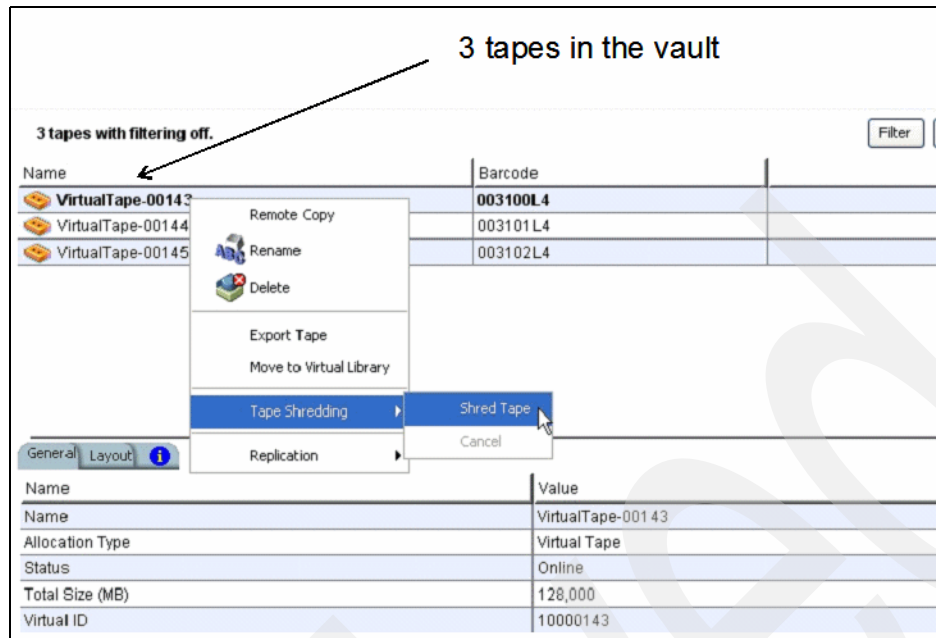 3 tapes in the vault
3 tapes with filtering off.
Filter
Name Barcode
VirtualTape-00143 003100L4
VirtualTape-00144 003101L4
VirtualTape-00145 003102L4
Remote Copy
Rename
Delete
Export Tape
Move to Virtual Library
Tape Shredding
Shred Tape
Cancel
Replication
General Layout
Name Value
Name VirtualTape-00143
Allocation Type Virtual Tape
Status Online
Total Size (MB) 128,000
Virtual ID 10000143